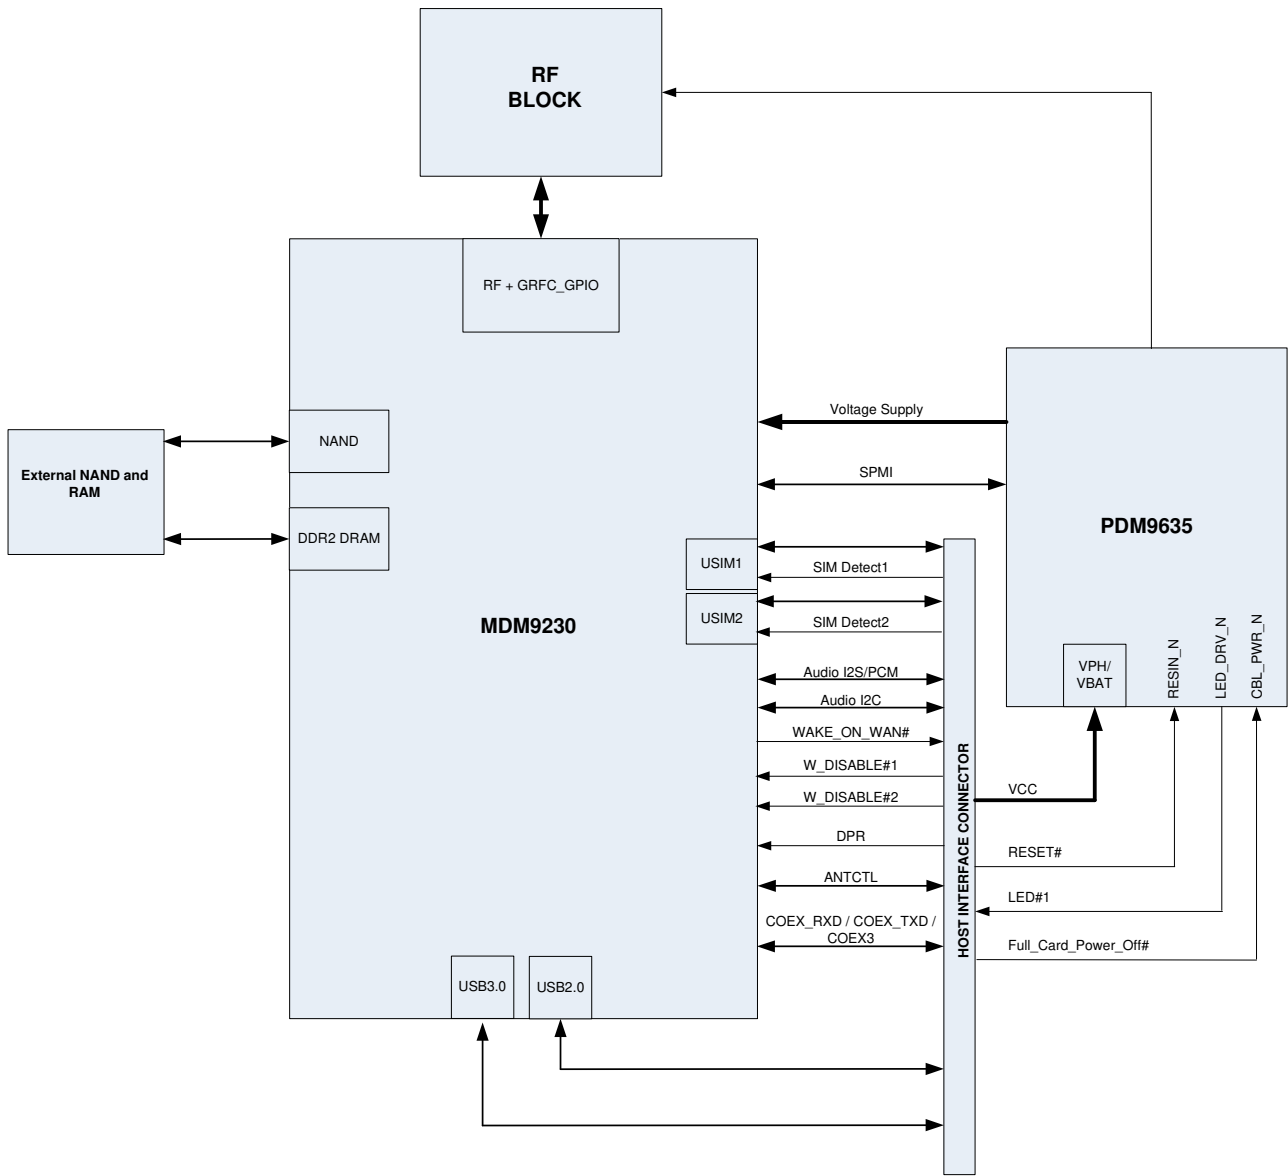 RF
BLOCK
RF + GRFC_GPIO
Voltage Supply
NAND
External NAND and
RAM
SPMI
PDM9635
DDR2 DRAM
USIM1
SIM Detect1
USIM2
SIM Detect2
MDM9230
VPH/
VBAT
RESIN_N
LED_DRV_N
CBL_PWR_N
Audio I2S/PCM
Audio I2C
WAKE_ON_WAN#
W_DISABLE#1
W_DISABLE#2
DPR
ANTCTL
COEX_RXD / COEX_TXD /
COEX3
HOST INTERFACE CONNECTOR
VCC
RESET#
LED#1
Full_Card_Power_Off#
USB3.0
USB2.0